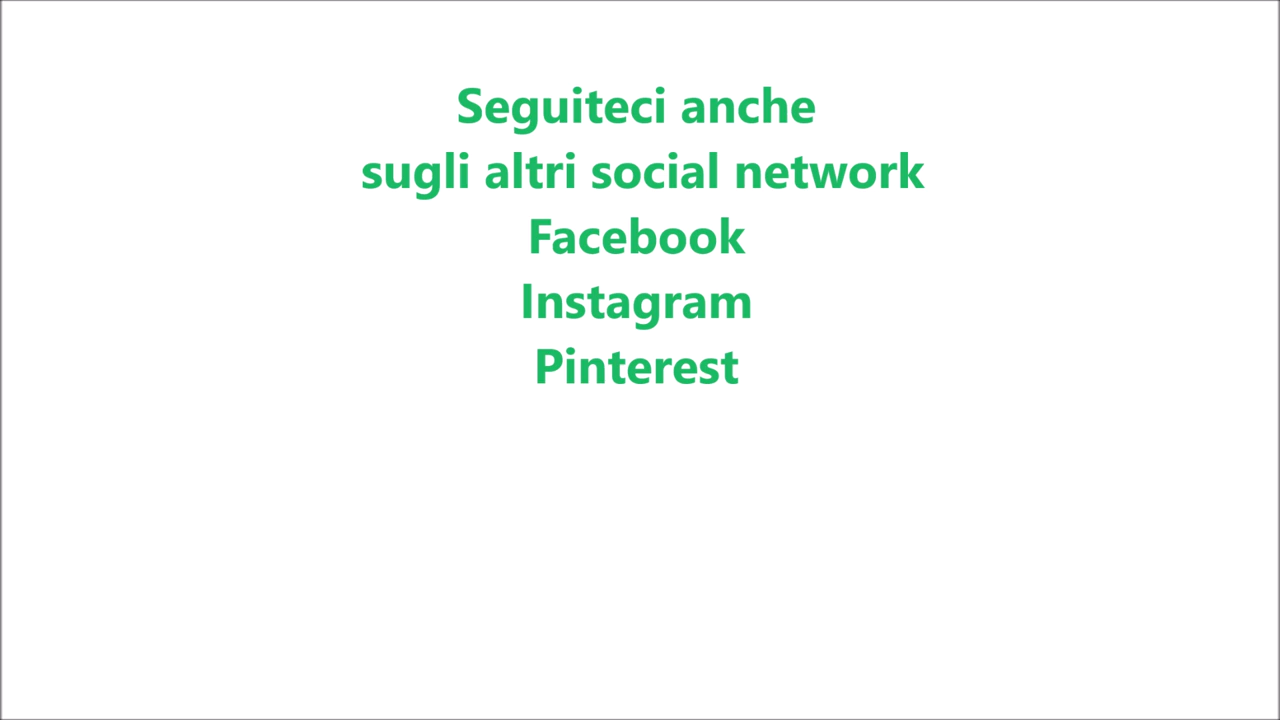 Seguiteci anche
sugli altri social network
Facebook
Instagram
Pinterest